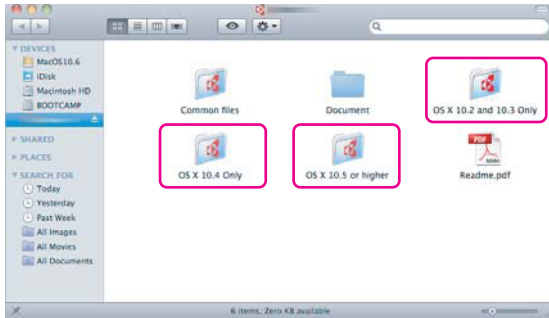 DEVICES
MacOS10.6
iDisk
Macintosh HD
BOOTCAMP
SHARED
PLACES
SEARCH FOR
Today
Yesterday
Past Week
All Images
All Movies
All Documents
Common files
Document
OS X 10.2 and 10.3 Only
OS X 10.4 Only
OS X 10.5 or higher
PDF
Adobe
Readme.pdf
6 items, Zero KB available